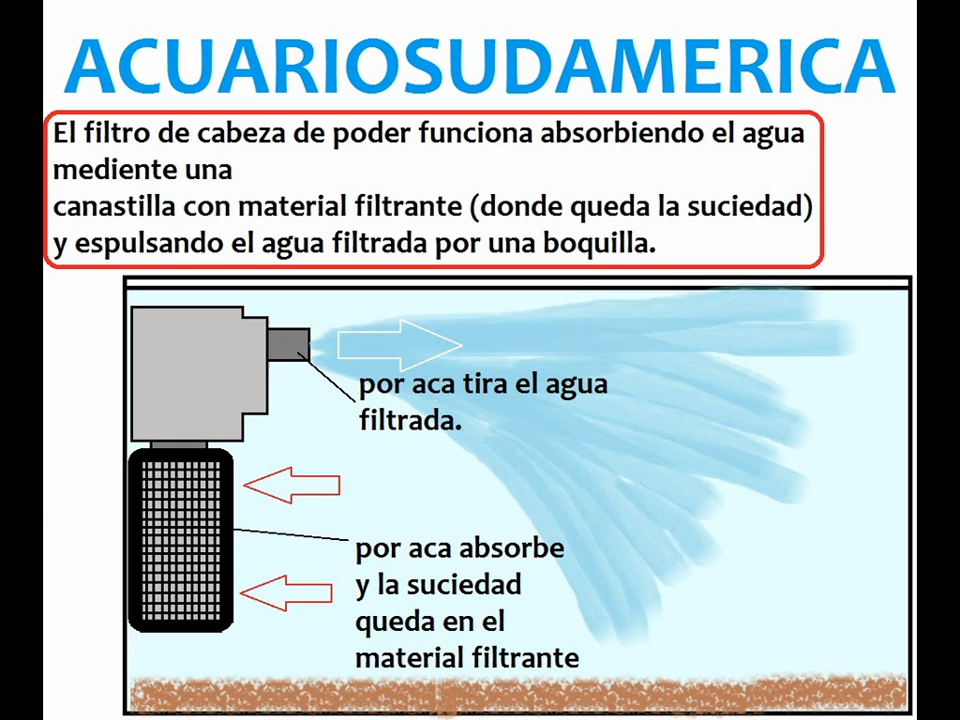 ACUARIOSUDAMERICA
El filtro de cabeza de poder funciona absorbiendo el agua
mediente una
canastilla con material filtrante (donde queda la suciedad)
y espulsando el agua filtrada por una boquilla.
por aca tira el agua
filtrada.
por aca absorbe
y la suciedad
queda en el
material filtrante